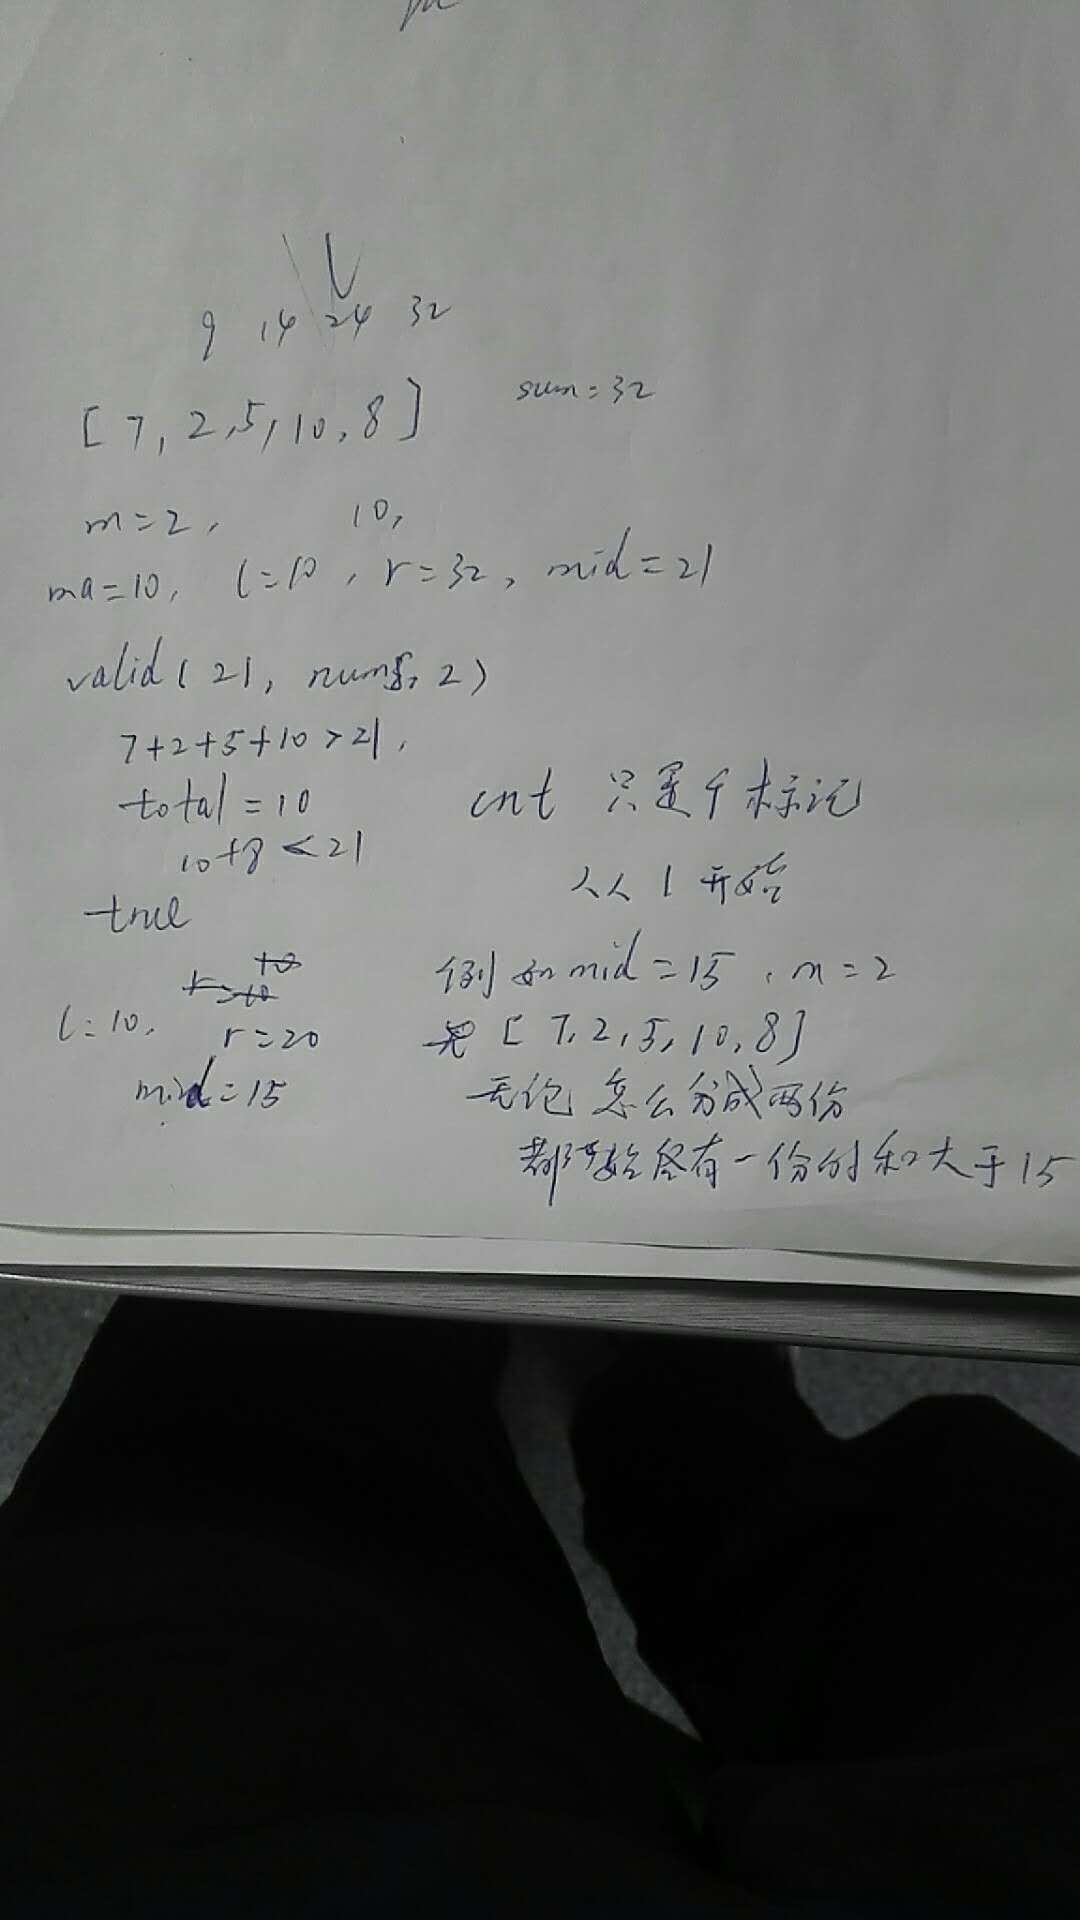 9 14 24 32
[7, 2, 5, 10, 8] sum=32
m=2, 10,
ma=10, l=10, r=32, mid=21
valid(21, nums, 2)
7+2+5+10>21,
total=10
10+8<21
true
l=10, r=20
mid=15
cnt 只是个标记
从1开始
例如mid=15, m=2
[7,2,5,10,8]
无论怎么分成两份
都始终有一份的和大于15